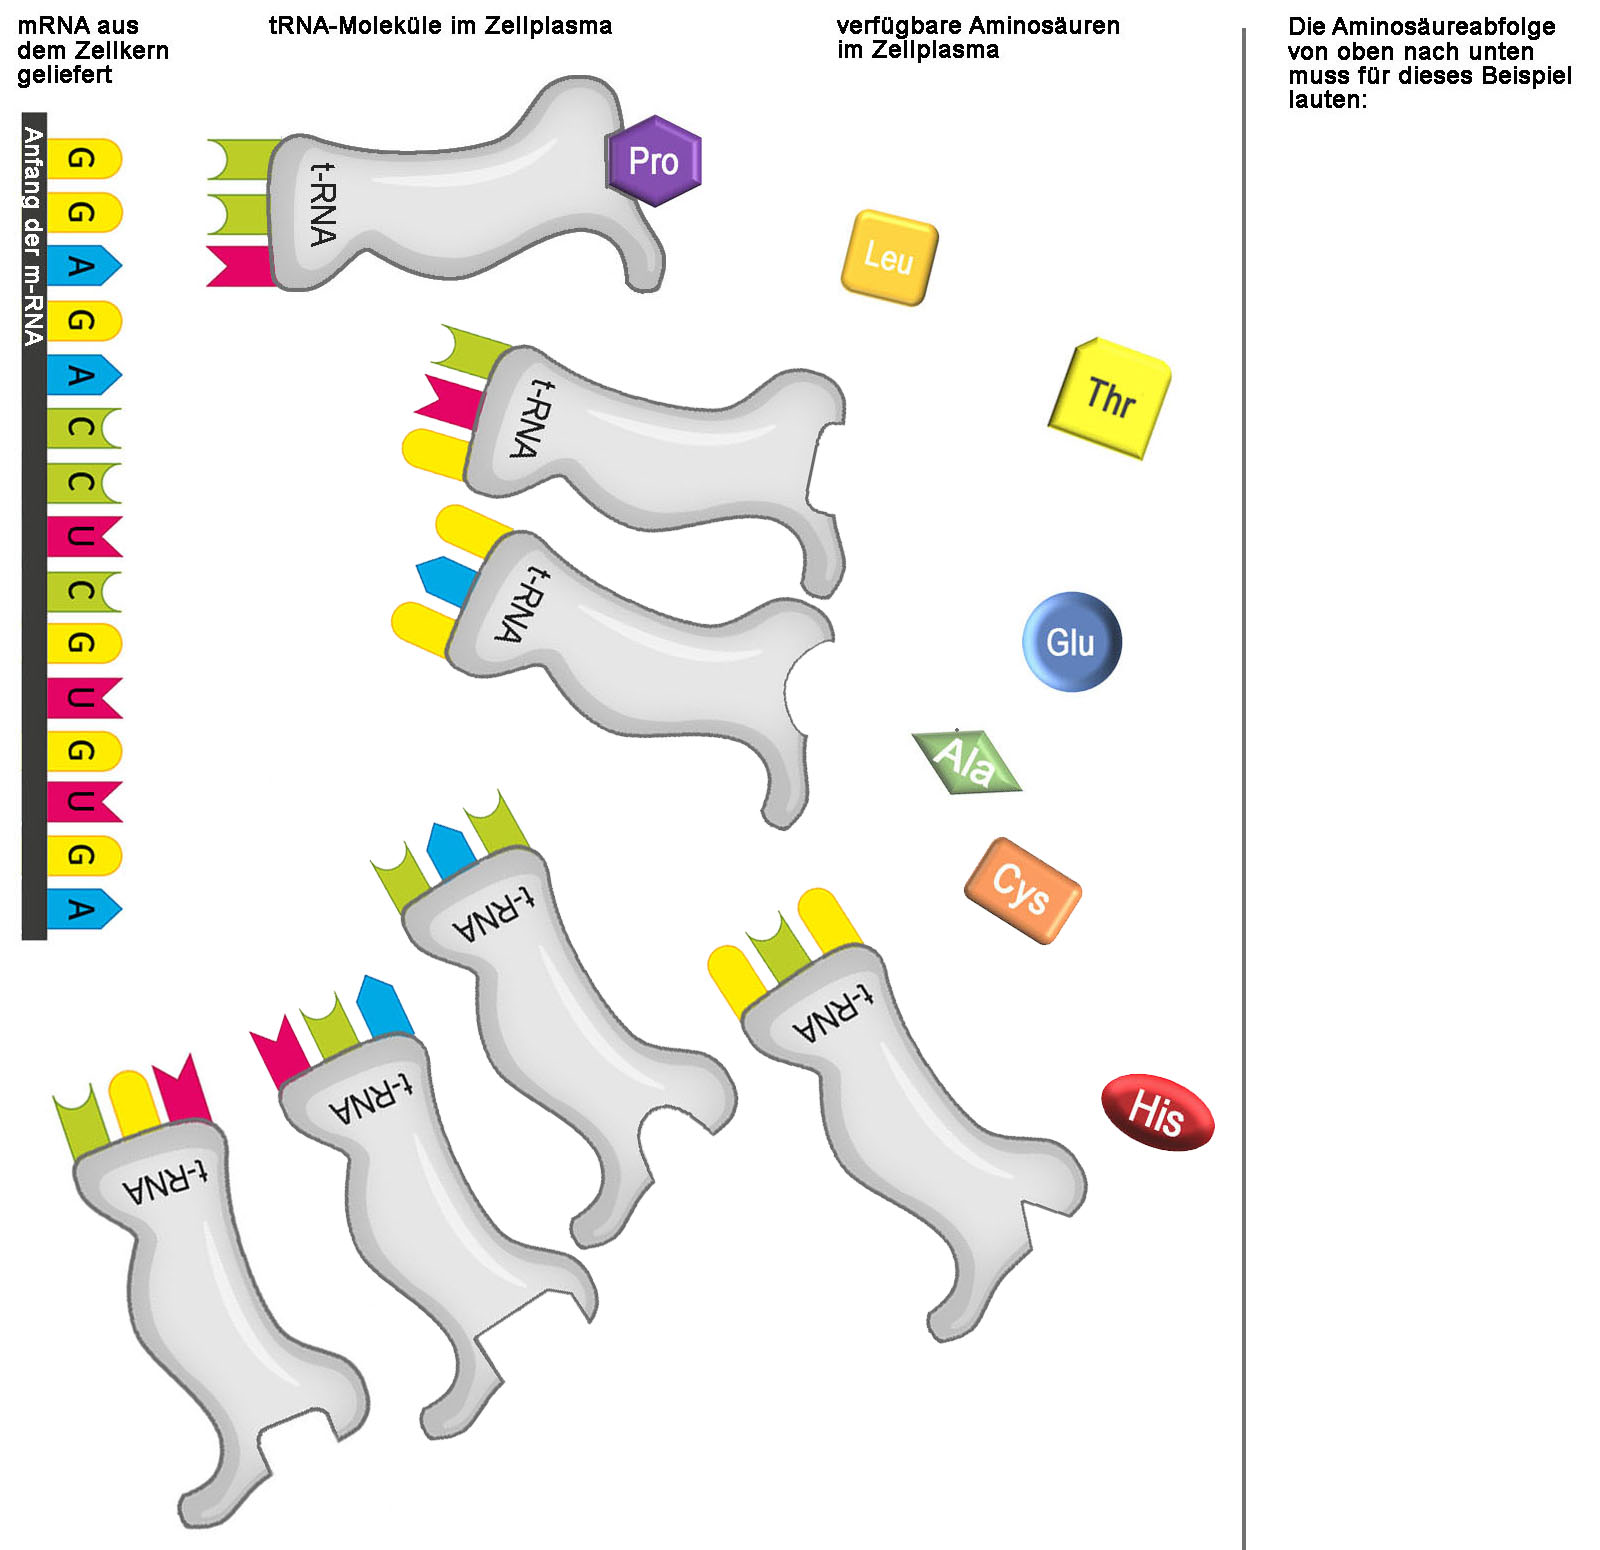 mRNA aus
dem Zellkern
geliefert
tRNA-Moleküle im Zellplasma
verfügbare Aminosäuren
im Zellplasma
Die Aminosäureabfolge
von oben nach unten
muss für dieses Beispiel
lauten:
Anfang der m-RNA
G
G
A
G
A
C
C
U
C
G
U
G
U
G
A
t-RNA
Pro
Leu
t-RNA
Thr
t-RNA
Glu
Ala
t-RNA
Cys
t-RNA
t-RNA
His
t-RNA